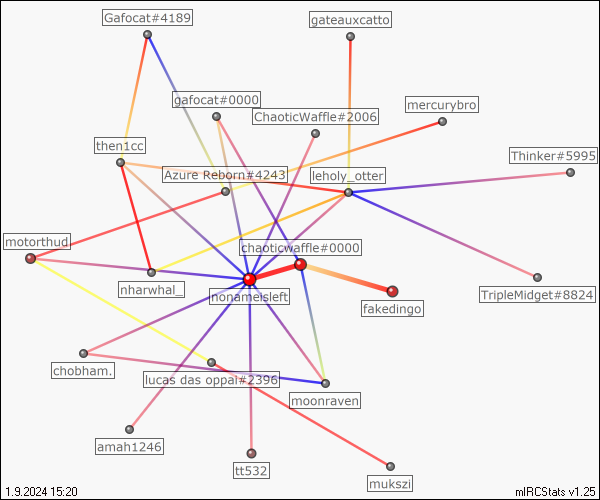 Gafocat#4189
gateauxcatto
gafocat#0000
mercurybro
ChaoticWaffle#2006
then1cc
Thinker#5995
Azure Reborn#4243
leholy_otter
motorthud
chaoticwaffle#0000
nharwhal_
nonameisleft
TripleMidget#8824
fakedingo
chobham.
lucas das oppai#2396
moonraven
amah1246
tt532
mukszi
1.9.2024 15:20
mIRCStats v1.25